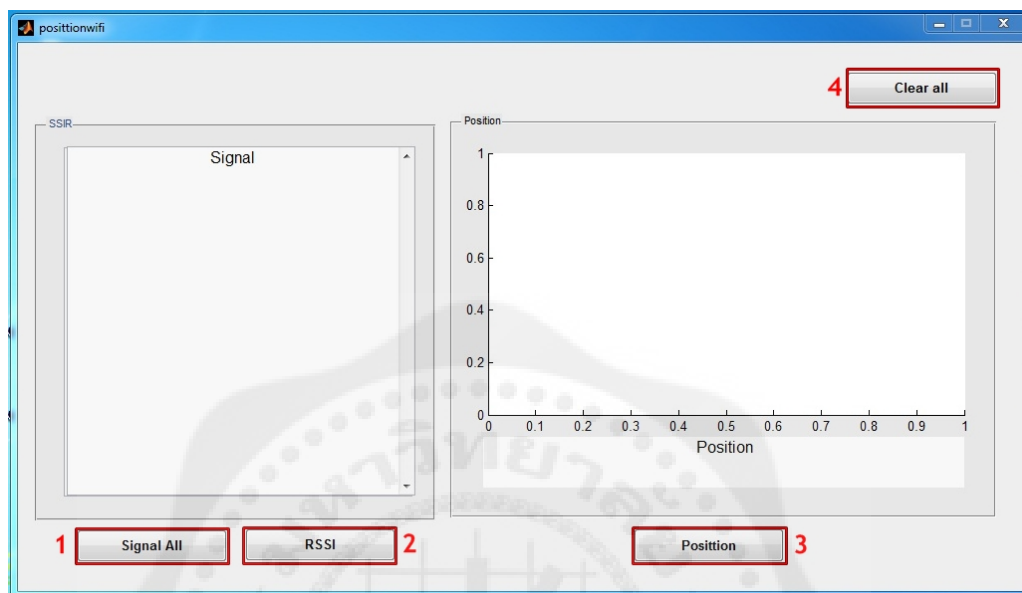 posittionwifi
4 Clear all
SSIR
Signal
Position
1
0.8
0.6
0.4
0.2
0
0 0.1 0.2 0.3 0.4 0.5 0.6 0.7 0.8 0.9 1
Position
1 Signal All
RSSI 2
Posittion 3